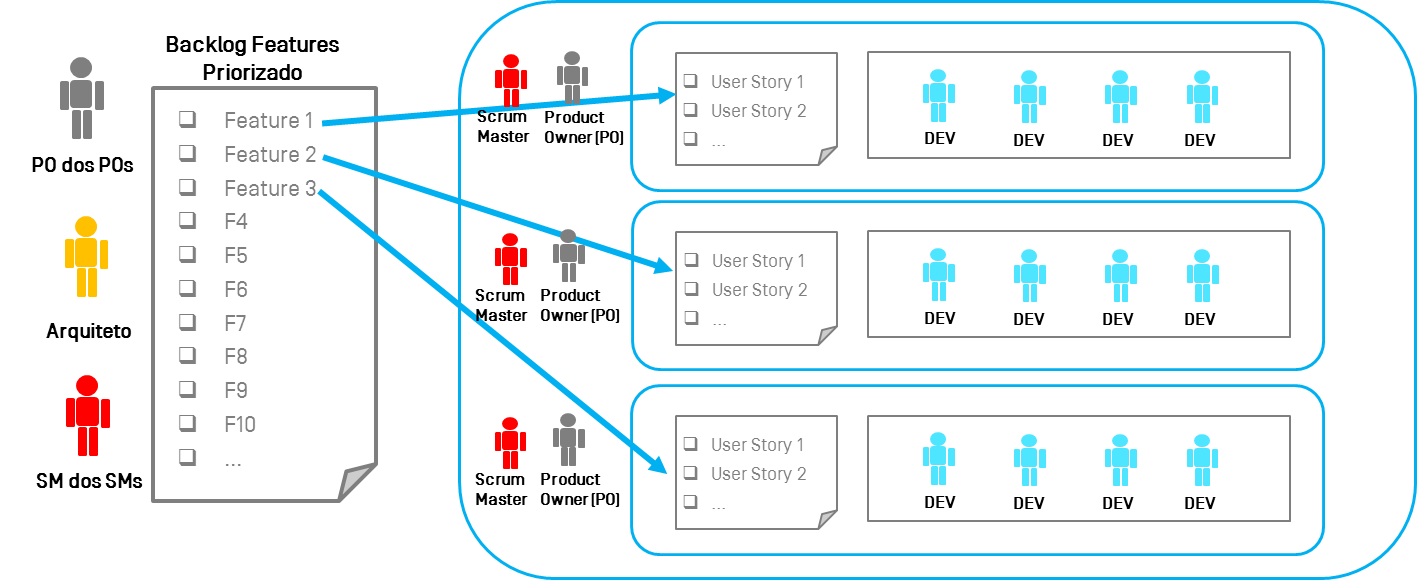 Backlog Features
Priorizado
PO dos POs
Arquiteto
SM dos SMs
Feature 1
Feature 2
Feature 3
F4
F5
F6
F7
F8
F9
F10
...
Scrum
Master
Product
Owner (PO)
User Story 1
User Story 2
...
DEV
DEV
DEV
DEV
Scrum
Master
Product
Owner (PO)
User Story 1
User Story 2
...
DEV
DEV
DEV
DEV
Scrum
Master
Product
Owner (PO)
User Story 1
User Story 2
...
DEV
DEV
DEV
DEV